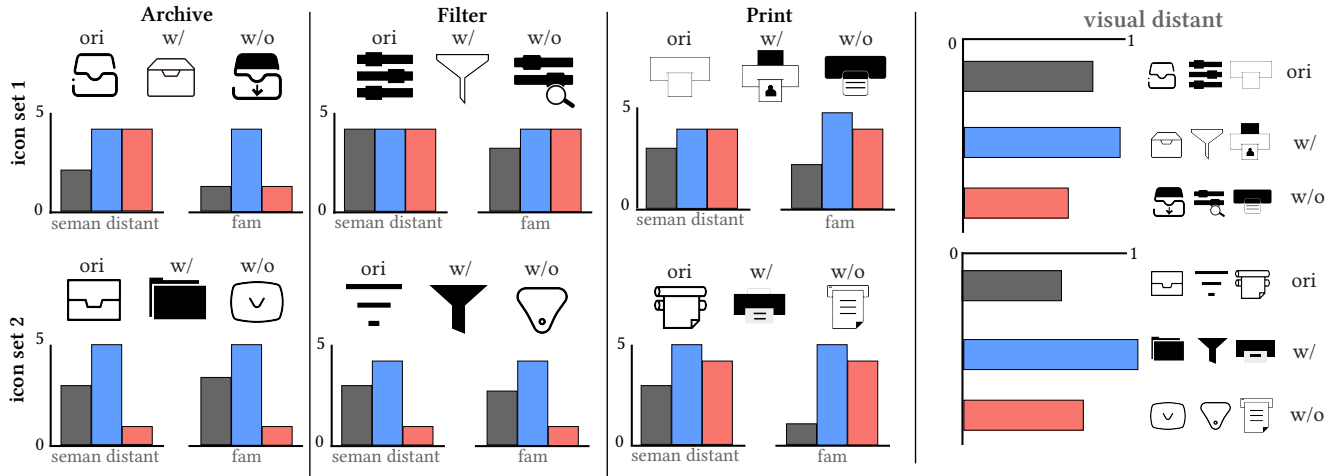 Archive Filter Print visual distant
icon set 1
ori w/ w/o
5
0
seman distant fam
ori w/ w/o
5
0
seman distant fam
ori w/ w/o
5
0
seman distant fam
0 1
ori
w/
w/o
icon set 2
ori w/ w/o
5
0
seman distant fam
ori w/ w/o
5
0
seman distant fam
ori w/ w/o
5
0
seman distant fam
0 1
ori
w/
w/o